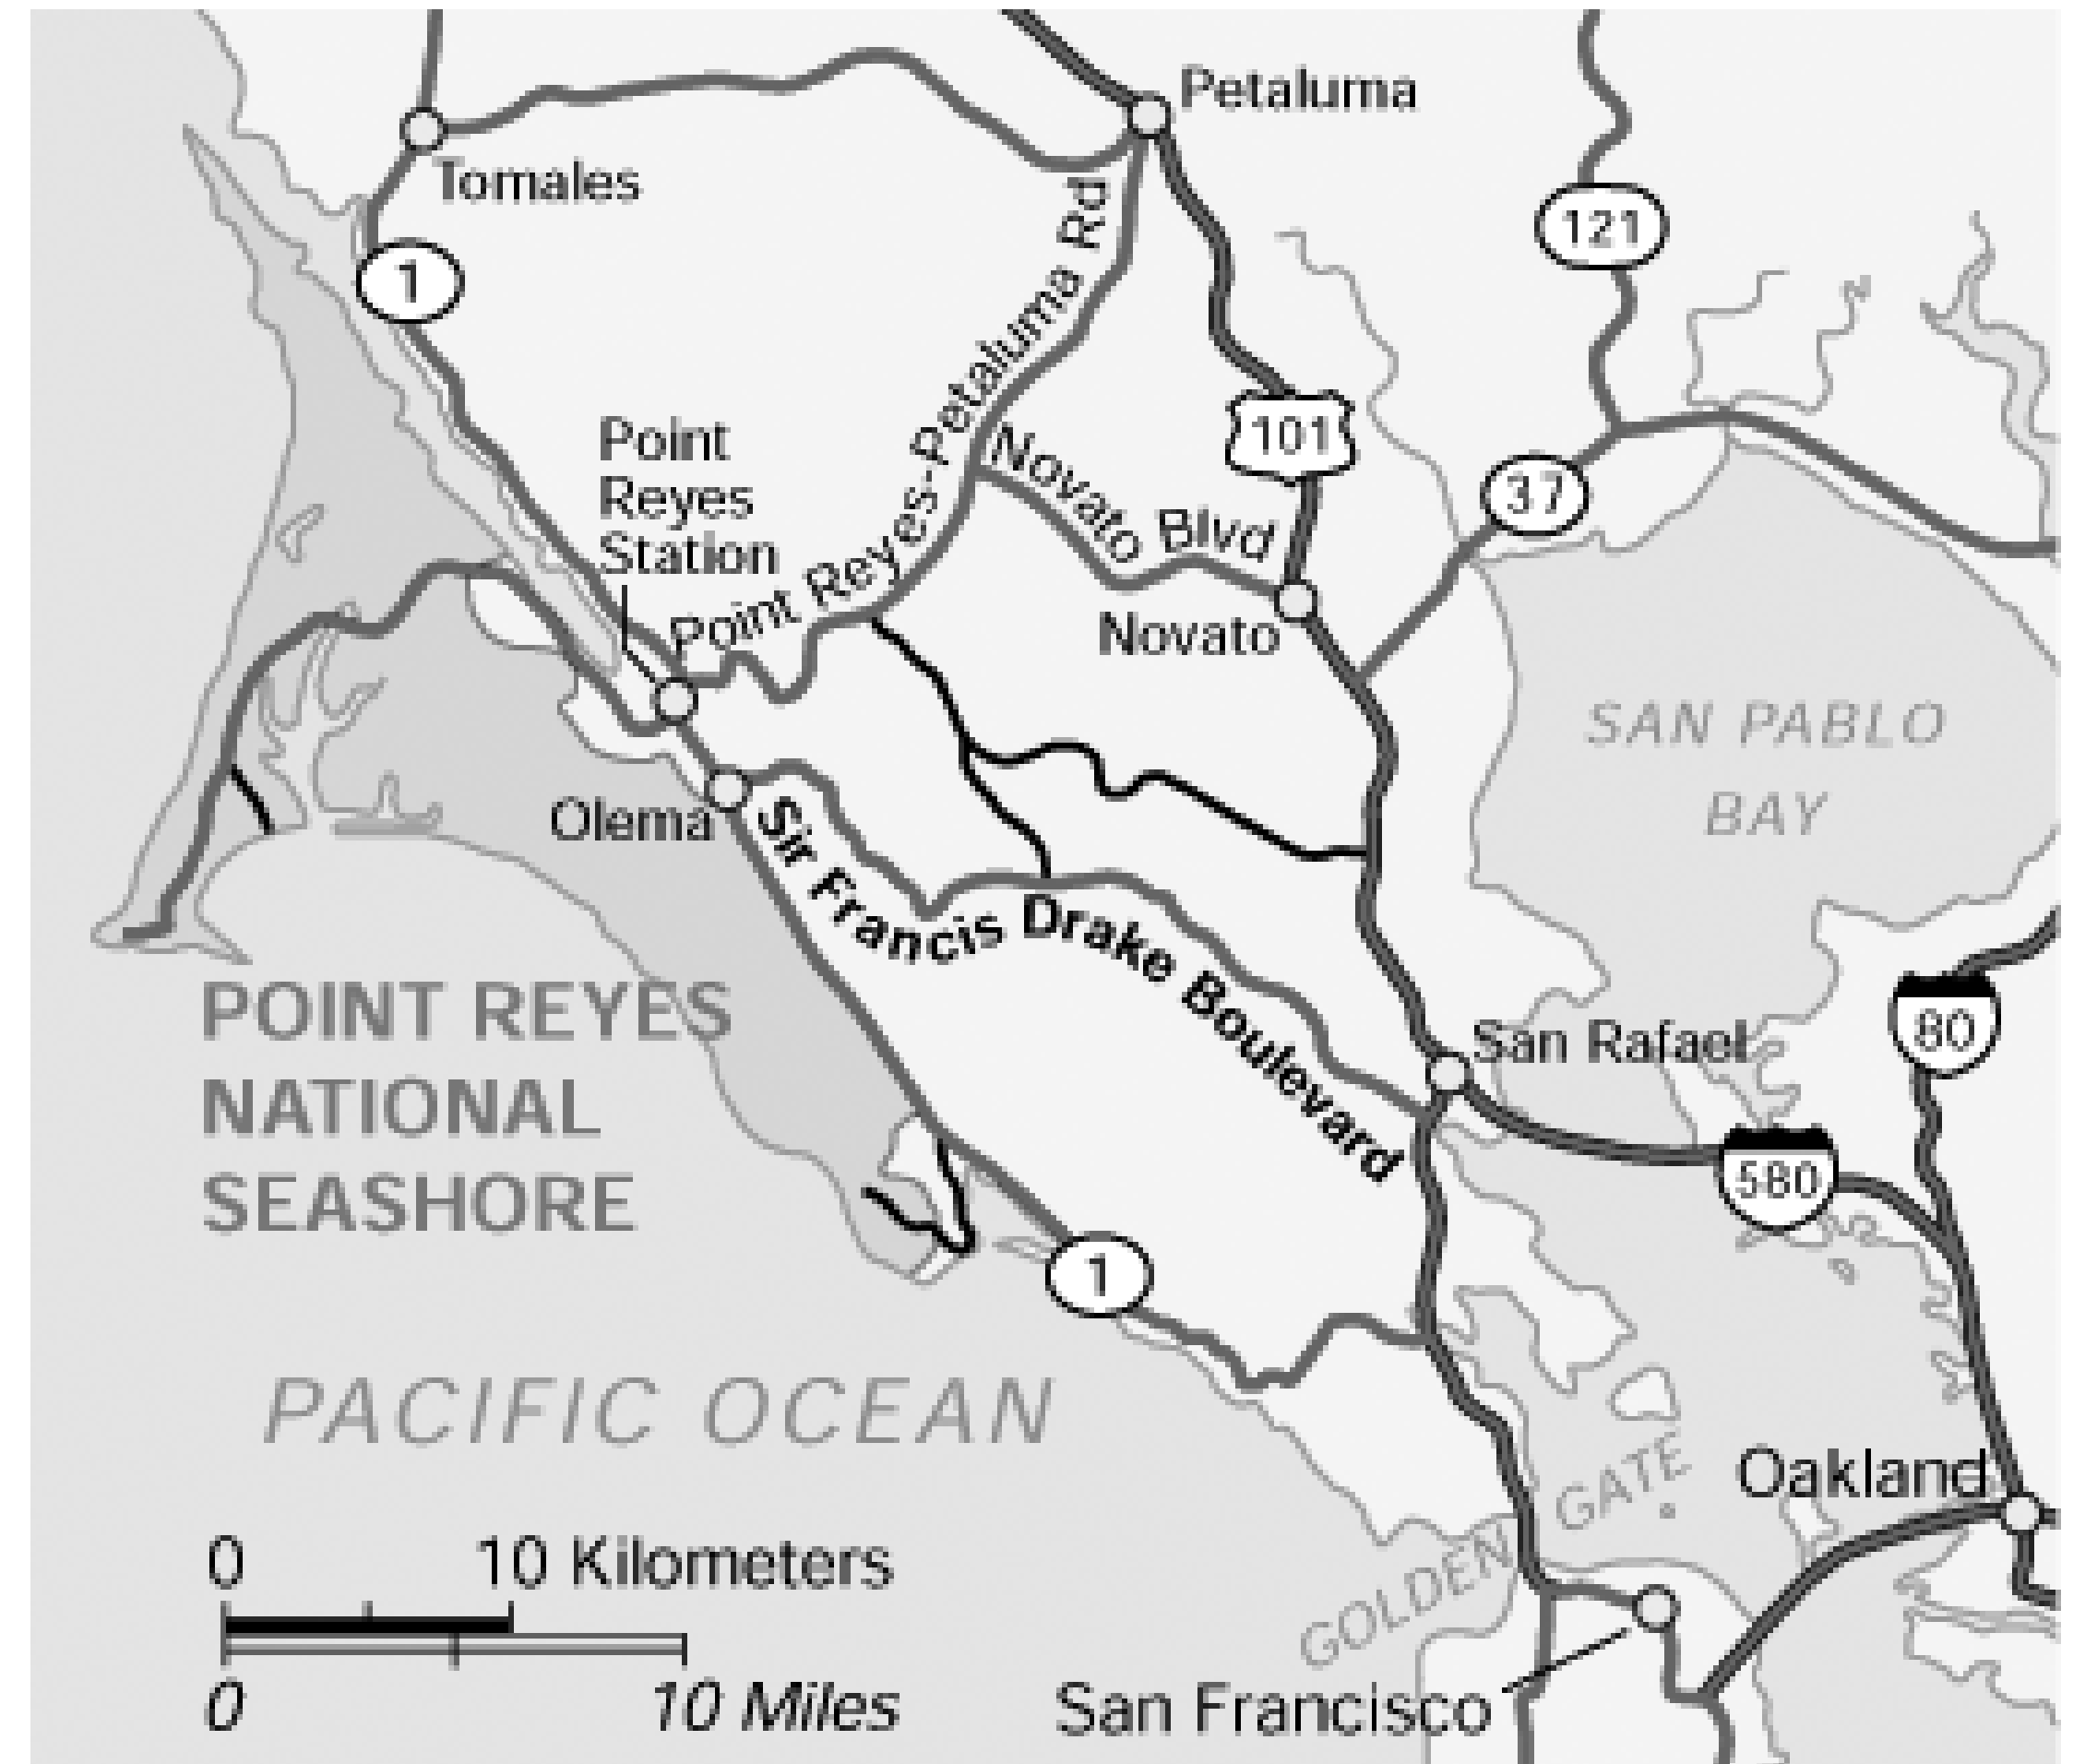 Petaluma
Tomales
121
1
Point Reyes-Petaluma Rd
101
Point
Reyes
Station
Novato Blvd
37
Novato
SAN PABLO
BAY
Olema
Sir Francis Drake Boulevard
POINT REYES
NATIONAL
SEASHORE
San Rafael
80
580
1
PACIFIC OCEAN
Oakland
GOLDEN GATE
0 10 Kilometers
0 10 Miles
San Francisco